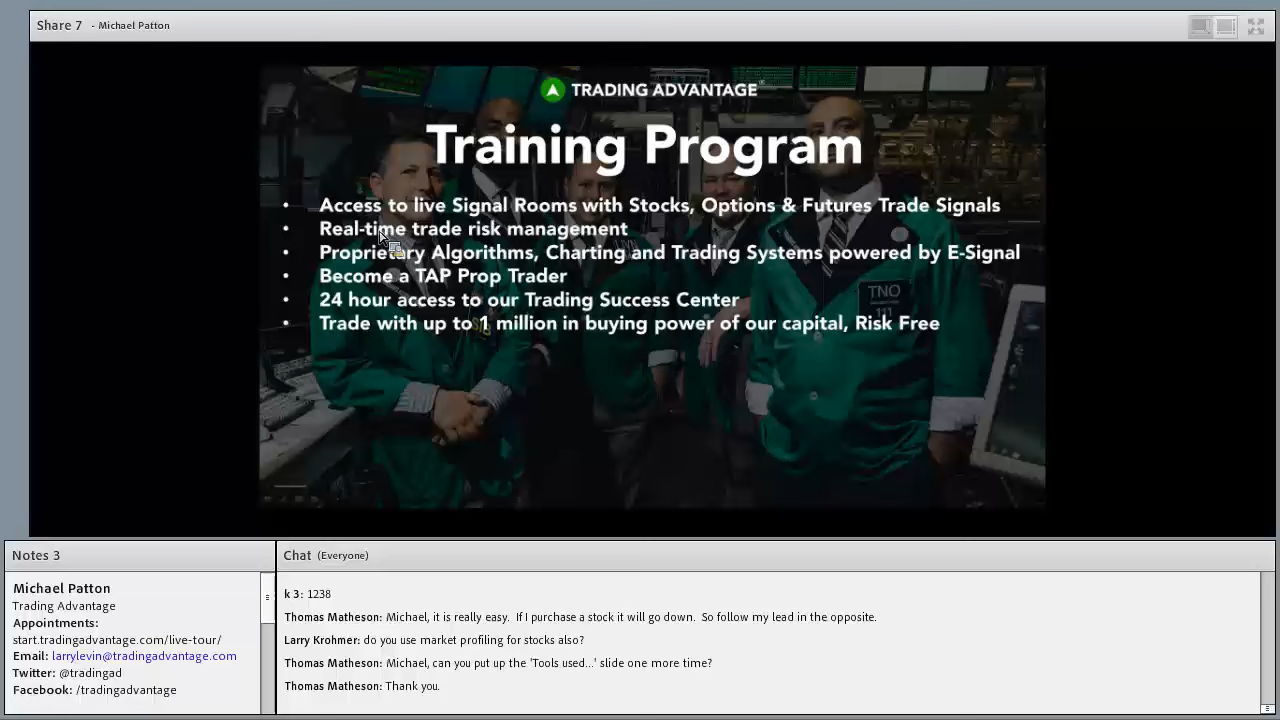 Share 7 - Michael Patton
TRADING ADVANTAGE
Training Program
• Access to live Signal Rooms with Stocks, Options & Futures Trade Signals
• Real-time trade risk management
• Proprietary Algorithms, Charting and Trading Systems powered by E-Signal
• Become a TAP Prop Trader
• 24 hour access to our Trading Success Center
• Trade with up to 1 million in buying power of our capital, Risk Free
TNO
111
Notes 3
Michael Patton
Trading Advantage
Appointments:
start.tradingadvantage.com/live-tour/
Email: larrylevin@tradingadvantage.com
Twitter: @tradingad
Facebook: /tradingadvantage
Chat (Everyone)
k 3: 1238
Thomas Matheson: Michael, it is really easy. If I purchase a stock it will go down. So follow my lead in the opposite.
Larry Krohmer: do you use market profiling for stocks also?
Thomas Matheson: Michael, can you put up the 'Tools used...' slide one more time?
Thomas Matheson: Thank you.